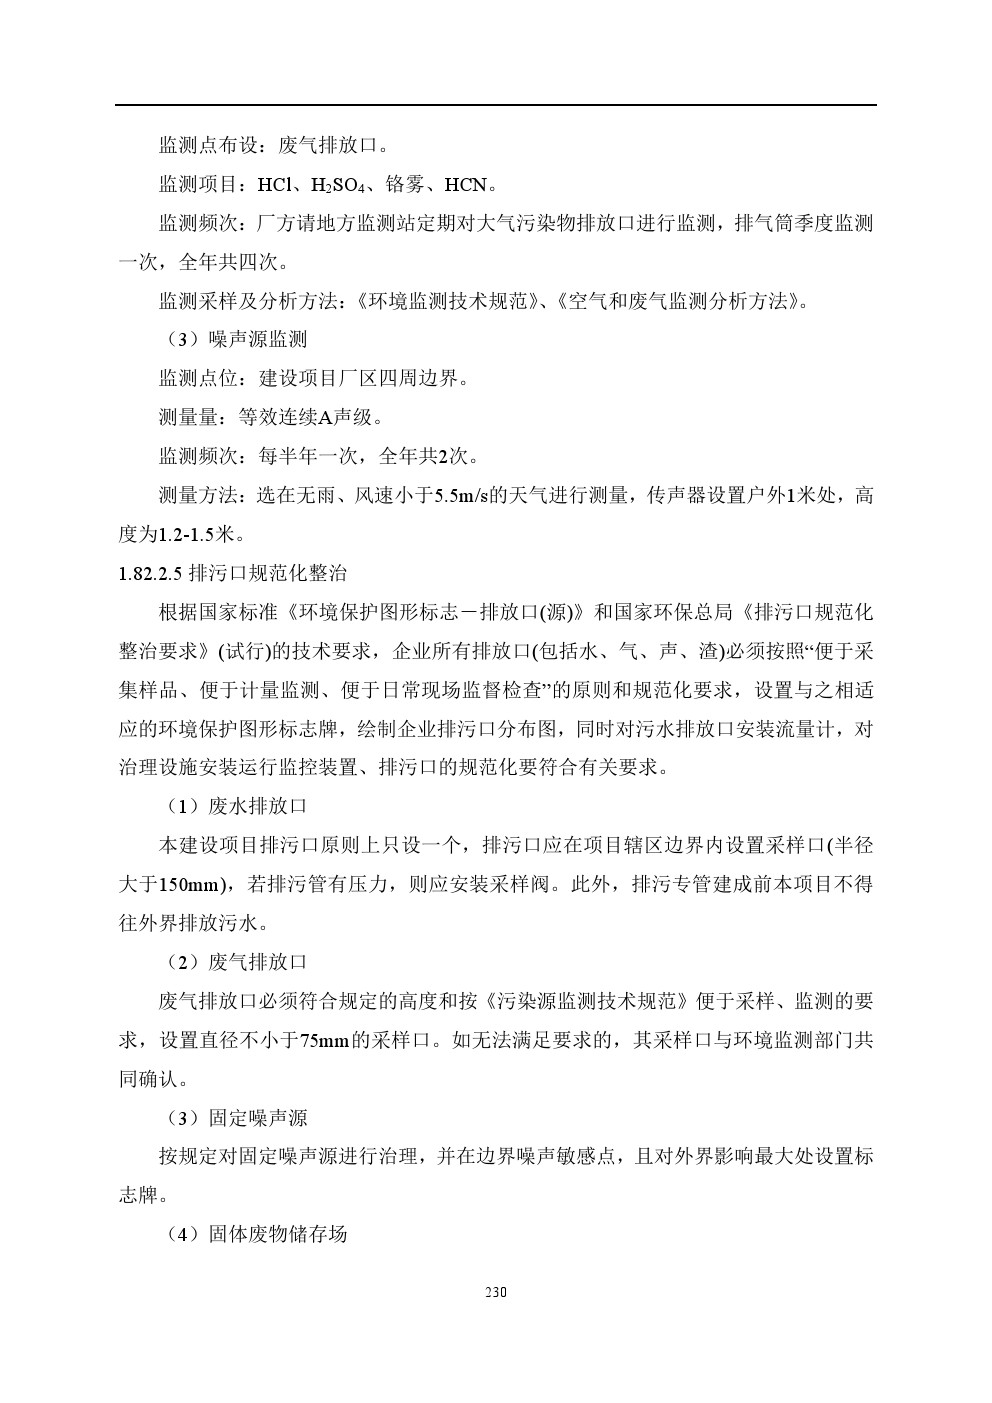 监测点布设：废气排放口。
监测项目：HCl、H₂SO₄、铬雾、HCN。
监测频次：厂方请地方监测站定期对大气污染物排放口进行监测，排气筒季度监测
一次，全年共四次。
监测采样及分析方法：《环境监测技术规范》、《空气和废气监测分析方法》。
（3）噪声源监测
监测点位：建设项目厂区四周边界。
测量量：等效连续A声级。
监测频次：每半年一次，全年共2次。
测量方法：选在无雨、风速小于5.5m/s的天气进行测量，传声器设置户外1米处，高
度为1.2-1.5米。
1.82.2.5 排污口规范化整治
根据国家标准《环境保护图形标志－排放口(源)》和国家环保总局《排污口规范化
整治要求》(试行)的技术要求，企业所有排放口(包括水、气、声、渣)必须按照“便于采
集样品、便于计量监测、便于日常现场监督检查”的原则和规范化要求，设置与之相适
应的环境保护图形标志牌，绘制企业排污口分布图，同时对污水排放口安装流量计，对
治理设施安装运行监控装置、排污口的规范化要符合有关要求。
（1）废水排放口
本建设项目排污口原则上只设一个，排污口应在项目辖区边界内设置采样口(半径
大于150mm)，若排污管有压力，则应安装采样阀。此外，排污专管建成前本项目不得
往外界排放污水。
（2）废气排放口
废气排放口必须符合规定的高度和按《污染源监测技术规范》便于采样、监测的要
求，设置直径不小于75mm的采样口。如无法满足要求的，其采样口与环境监测部门共
同确认。
（3）固定噪声源
按规定对固定噪声源进行治理，并在边界噪声敏感点，且对外界影响最大处设置标
志牌。
（4）固体废物储存场
230